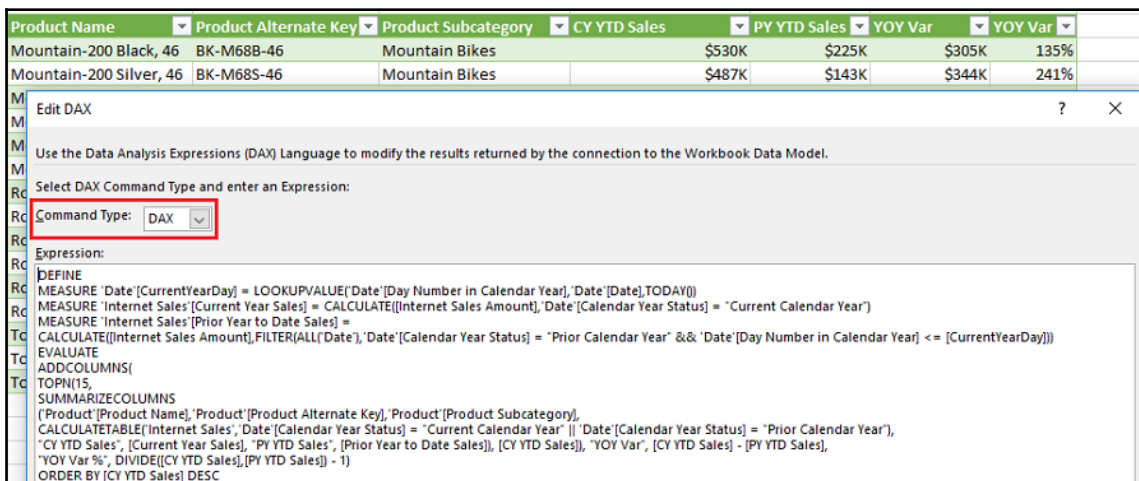 Product Name Product Alternate Key Product Subcategory CY YTD Sales PY YTD Sales YOY Var YOY Var
Mountain-200 Black, 46 BK-M68B-46 Mountain Bikes $530K $225K $305K 135%
Mountain-200 Silver, 46 BK-M68S-46 Mountain Bikes $487K $143K $344K 241%
Edit DAX ?
Use the Data Analysis Expressions (DAX) Language to modify the results returned by the connection to the Workbook Data Model.
Select DAX Command Type and enter an Expression:
Command Type: DAX
Expression:
DEFINE
MEASURE 'Date'[CurrentYearDay] = LOOKUPVALUE('Date'[Day Number in Calendar Year],'Date'[Date],TODAY())
MEASURE 'Internet Sales'[Current Year Sales] = CALCULATE([Internet Sales Amount],'Date'[Calendar Year Status] = "Current Calendar Year")
MEASURE 'Internet Sales'[Prior Year to Date Sales] =
CALCULATE([Internet Sales Amount],FILTER(ALL('Date'),'Date'[Calendar Year Status] = "Prior Calendar Year" && 'Date'[Day Number in Calendar Year] <= [CurrentYearDay]))
EVALUATE
ADDCOLUMNS(
TOPN(15,
SUMMARIZECOLUMNS
('Product'[Product Name],'Product'[Product Alternate Key],'Product'[Product Subcategory],
CALCULATETABLE('Internet Sales','Date'[Calendar Year Status] = "Current Calendar Year" || 'Date'[Calendar Year Status] = "Prior Calendar Year"),
"CY YTD Sales", [Current Year Sales], "PY YTD Sales", [Prior Year to Date Sales]), [CY YTD Sales]), "YOY Var", [CY YTD Sales] - [PY YTD Sales],
"YOY Var %", DIVIDE([CY YTD Sales],[PY YTD Sales]) - 1)
ORDER BY [CY YTD Sales] DESC